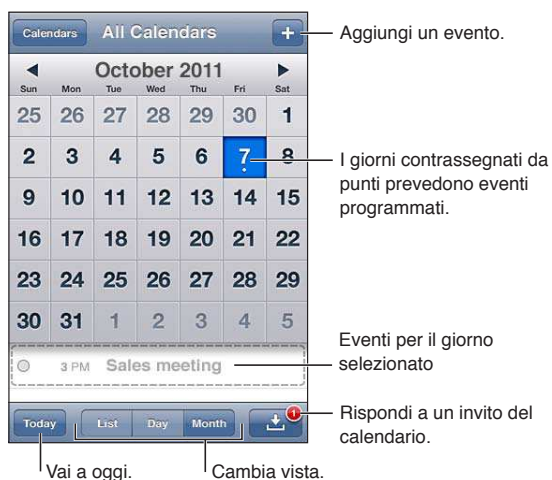 Calendars All Calendars +
Aggiungi un evento.
October 2011
Sun Mon Tue Wed Thu Fri Sat
25 26 27 28 29 30 1
2 3 4 5 6 7 8
I giorni contrassegnati da
punti prevedono eventi
programmati.
9 10 11 12 13 14 15
16 17 18 19 20 21 22
23 24 25 26 27 28 29
30 31 1 2 3 4 5
3 PM Sales meeting
Eventi per il giorno
selezionato
Today List Day Month 1
Rispondi a un invito del
calendario.
Vai a oggi.
Cambia vista.